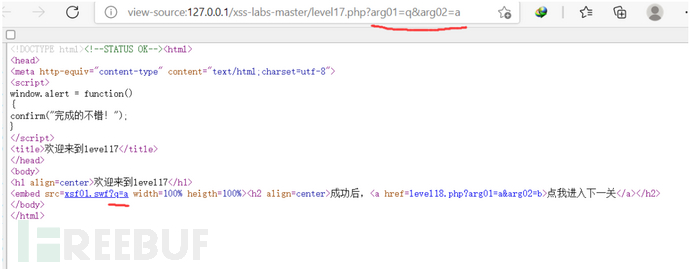 view-source:127.0.0.1/xss-labs-master/level17.php?arg01=q&arg02=a
<!DOCTYPE html><!--STATUS OK--><html>
<head>
<meta http-equiv="content-type" content="text/html;charset=utf-8">
<script>
window.alert = function()
{
confirm("完成的不错！");
}
</script>
<title>欢迎来到level17</title>
</head>
<body>
<h1 align=center>欢迎来到level17</h1>
<embed src=xsf01.swf?q=a width=100% heigth=100%><h2 align=center>成功后，<a href=level18.php?arg01=a&arg02=b>点我进入下一关</a></h2>
</body>
</html>
FREEBUF